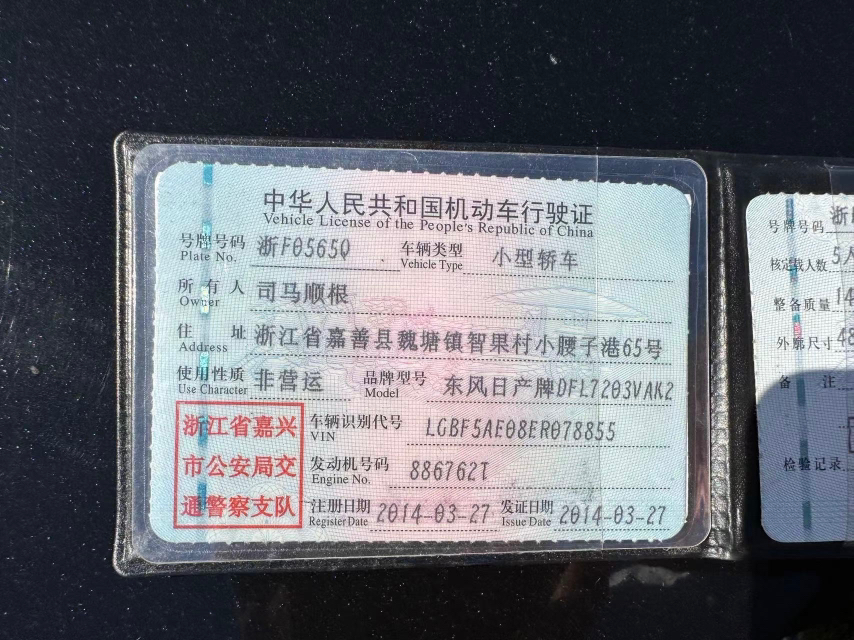 中华人民共和国机动车行驶证
Vehicle License of the People's Republic of China
号牌号码 浙F0565Q 车辆类型 小型轿车
Plate No. Vehicle Type
所有人 司马顺根
Owner
住址 浙江省嘉善县魏塘镇智果村小腰子港65号
Address
使用性质 非营运 品牌型号 东风日产牌DFL7203VAK2
Use Character Model
浙江省嘉兴
市公安局交
通警察支队
车辆识别代号 LGBF5AE08ER078855
VIN
发动机号码 886762T
Engine No.
注册日期 2014-03-27 发证日期 2014-03-27
Register Date Issue Date
号牌号码 浙
核定载人数 5人
整备质量 14
外廓尺寸 48
备注
检验记录